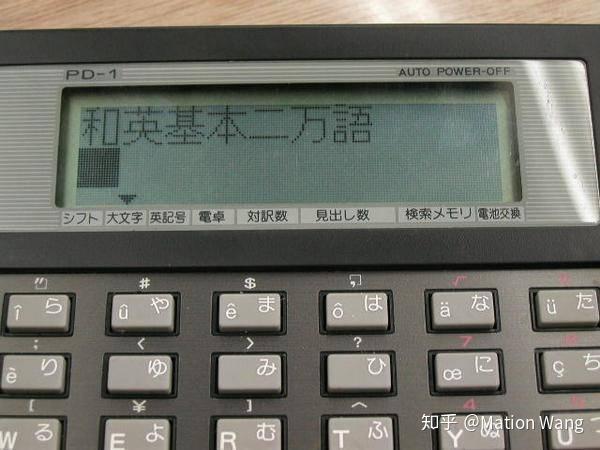 PD-1 AUTO POWER-OFF
和英基本二万語
シフト 大文字 英記号 電卓 対訳数 見出し数 検索メモリ 電池交換
# $ √
î ら û や ê ま ô は ä な ü た
; < > ? 7
è り ゆ み ひ œ に ç ち
[ ¥ ] ^ 4
W る E よ R む T ふ Y ぬ U つ
知乎 @Mation Wang